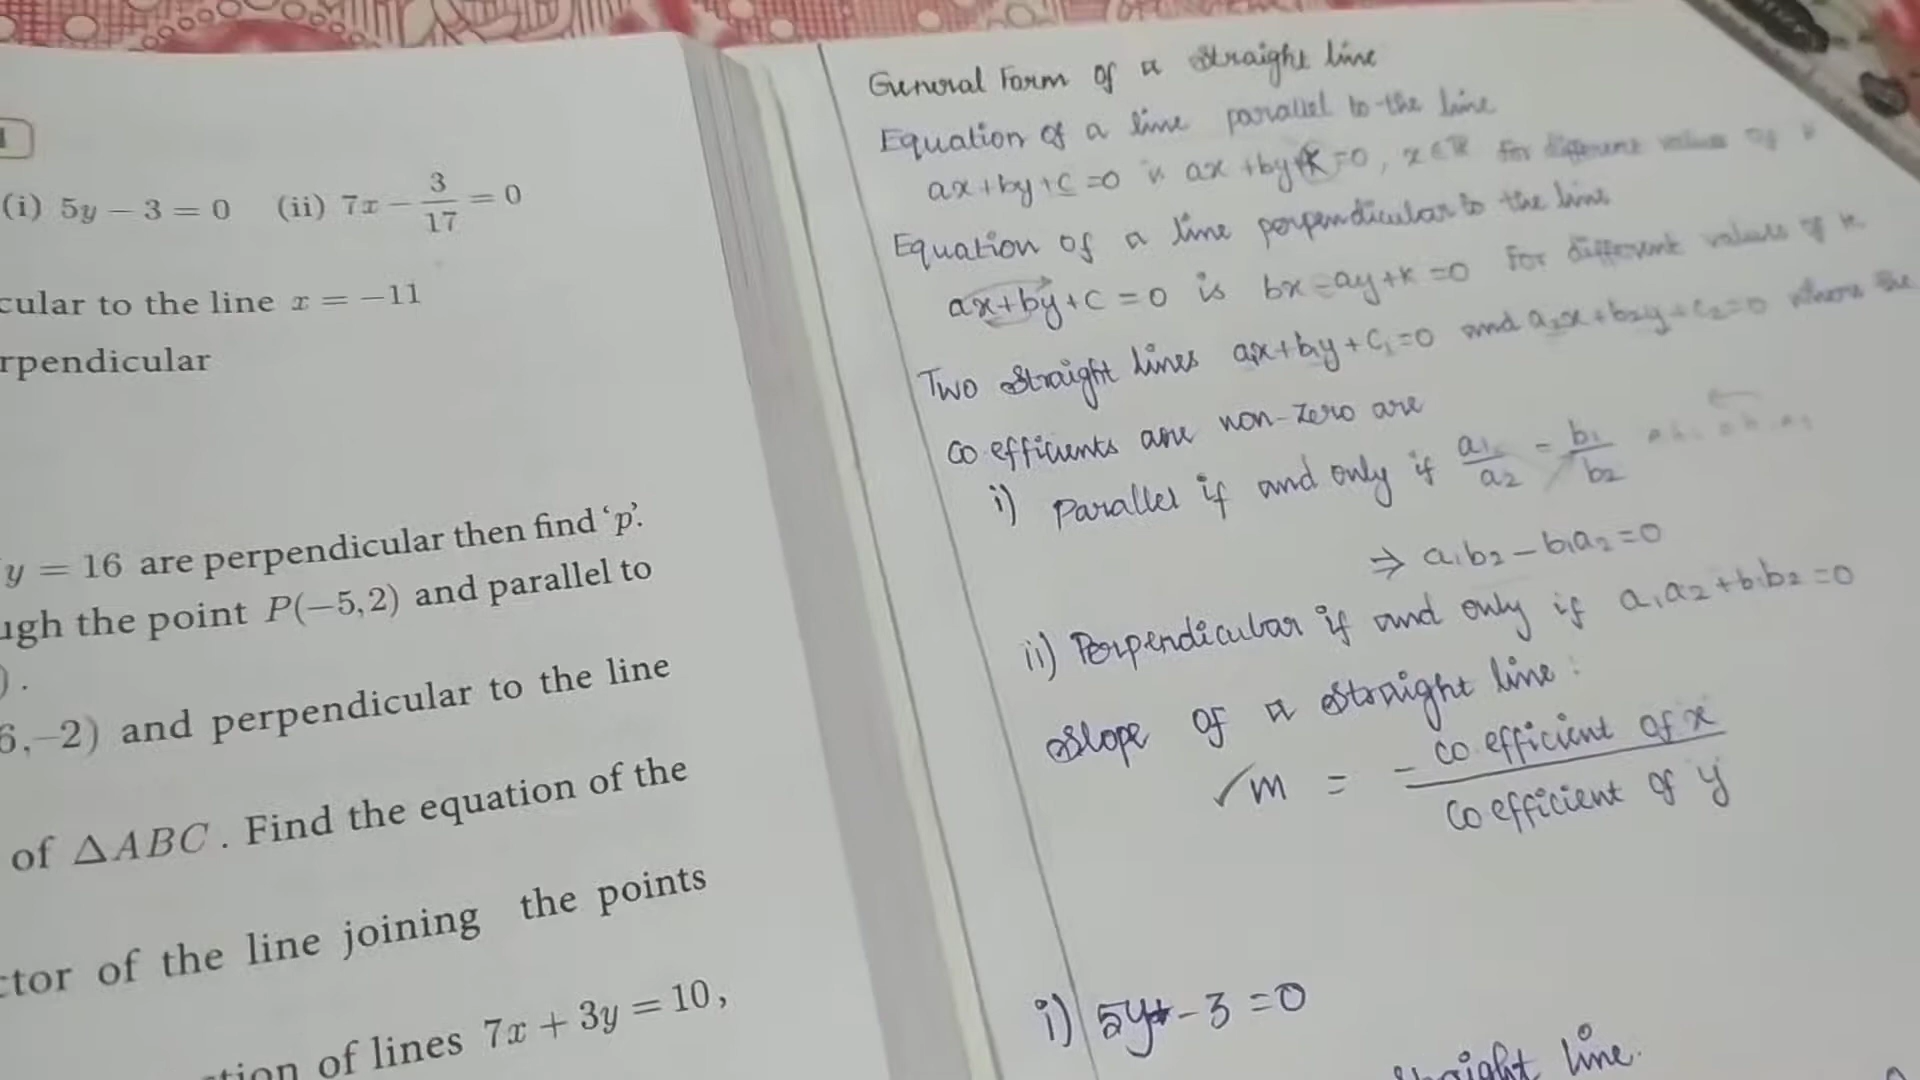 (i) 5y − 3 = 0 (ii) 7x − 3/17 = 0
to the line x = −11
y = 16 are perpendicular then find ‘p’.
the point P(−5,2) and parallel to
) .
,−2) and perpendicular to the line
of ΔABC . Find the equation of the
of the line joining the points
of lines 7x + 3y = 10,
General Form of a straight line
Equation of a line parallel to the line
ax+by+c=0 is ax+by+k=0, x∈R For different values of
Equation of a line perpendicular to the line
ax+by+c=0 is bx−ay+k=0 For different values of k
Two straight lines a₁x+b₁y+c₁=0 and a₂x+b₂y+c₂=0 where the
co efficients are non-zero are
i) Parallel if and only if a₁/a₂ = b₁/b₂
⇒ a₁b₂−b₁a₂=0
ii) Perpendicular if and only if a₁a₂+b₁b₂=0
Slope of a straight line:
✓m = − co efficient of x / co efficient of y
i) 5y−3=0
straight line.